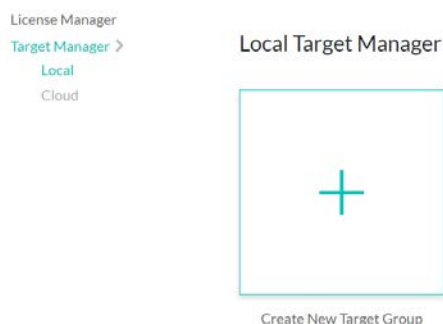 License Manager
Target Manager >
Local
Cloud
Local Target Manager
Create New Target Group